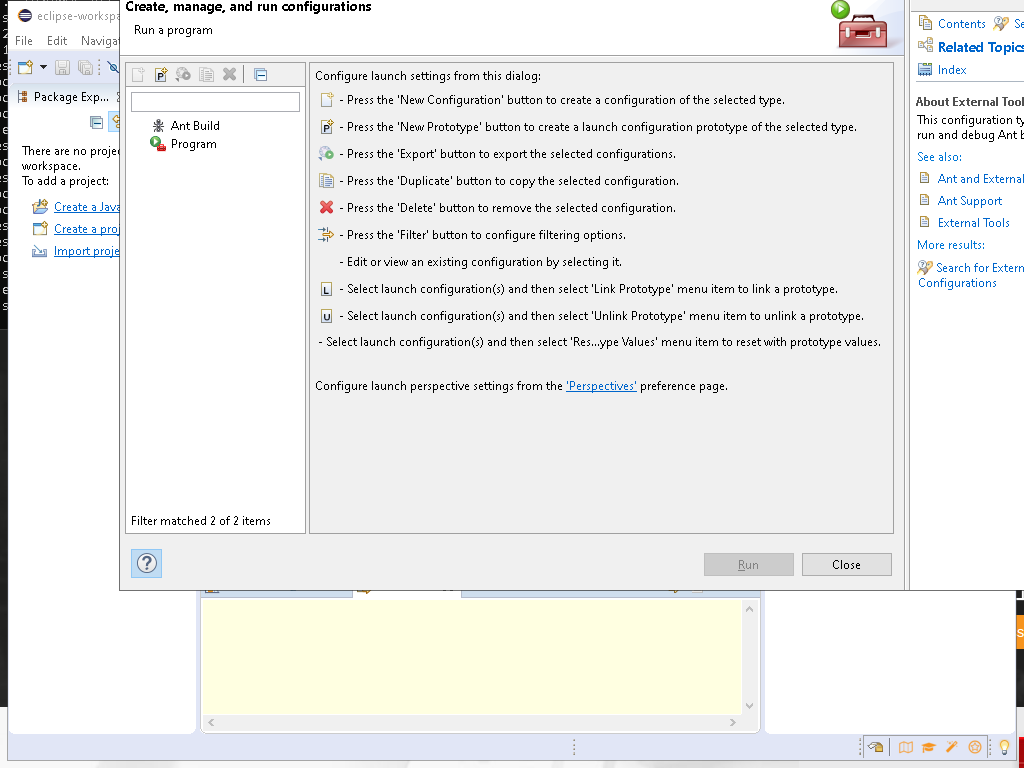 Create, manage, and run configurations
Run a program
eclipse-workspa
File Edit Navigat
Package Exp...
There are no proje
workspace.
To add a project:
Create a Java
Create a proj
Import proje
Ant Build
Program
Filter matched 2 of 2 items
Configure launch settings from this dialog:
- Press the 'New Configuration' button to create a configuration of the selected type.
- Press the 'New Prototype' button to create a launch configuration prototype of the selected type.
- Press the 'Export' button to export the selected configurations.
- Press the 'Duplicate' button to copy the selected configuration.
- Press the 'Delete' button to remove the selected configuration.
- Press the 'Filter' button to configure filtering options.
- Edit or view an existing configuration by selecting it.
L - Select launch configuration(s) and then select 'Link Prototype' menu item to link a prototype.
U - Select launch configuration(s) and then select 'Unlink Prototype' menu item to unlink a prototype.
- Select launch configuration(s) and then select 'Res...ype Values' menu item to reset with prototype values.
Configure launch perspective settings from the 'Perspectives' preference page.
Run Close
Contents Se
Related Topics
Index
About External Tool
This configuration ty
run and debug Ant b
See also:
Ant and External
Ant Support
External Tools
More results:
Search for Extern
Configurations